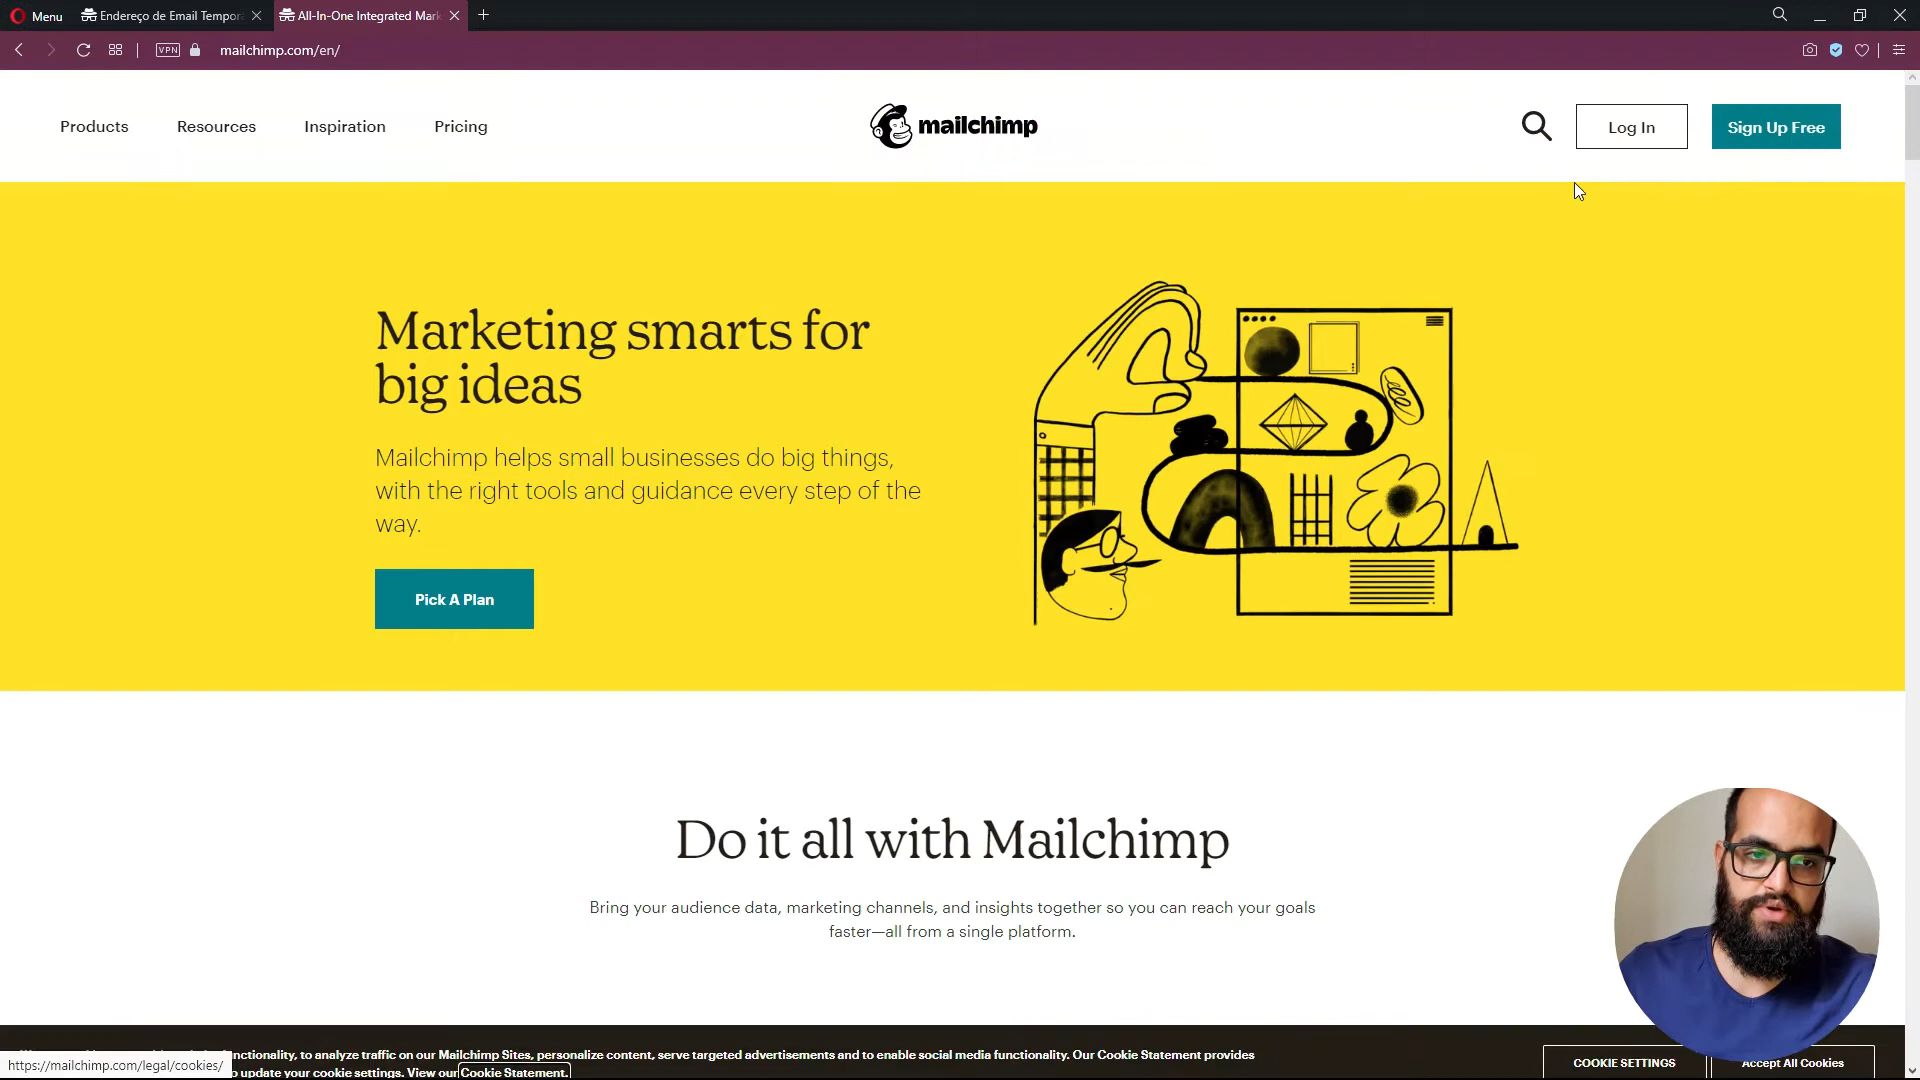 Menu
Endereço de Email Tempor
All-In-One Integrated Mark
VPN
mailchimp.com/en/
Products
Resources
Inspiration
Pricing
mailchimp
Log In
Sign Up Free
Marketing smarts for
big ideas
Mailchimp helps small businesses do big things,
with the right tools and guidance every step of the
way.
Pick A Plan
Do it all with Mailchimp
Bring your audience data, marketing channels, and insights together so you can reach your goals
faster—all from a single platform.
nctionality, to analyze traffic on our Mailchimp Sites, personalize content, serve targeted advertisements and to enable social media functionality. Our Cookie Statement provides
o update your cookie settings. View our Cookie Statement.
COOKIE SETTINGS
Accept All Cookies
https://mailchimp.com/legal/cookies/